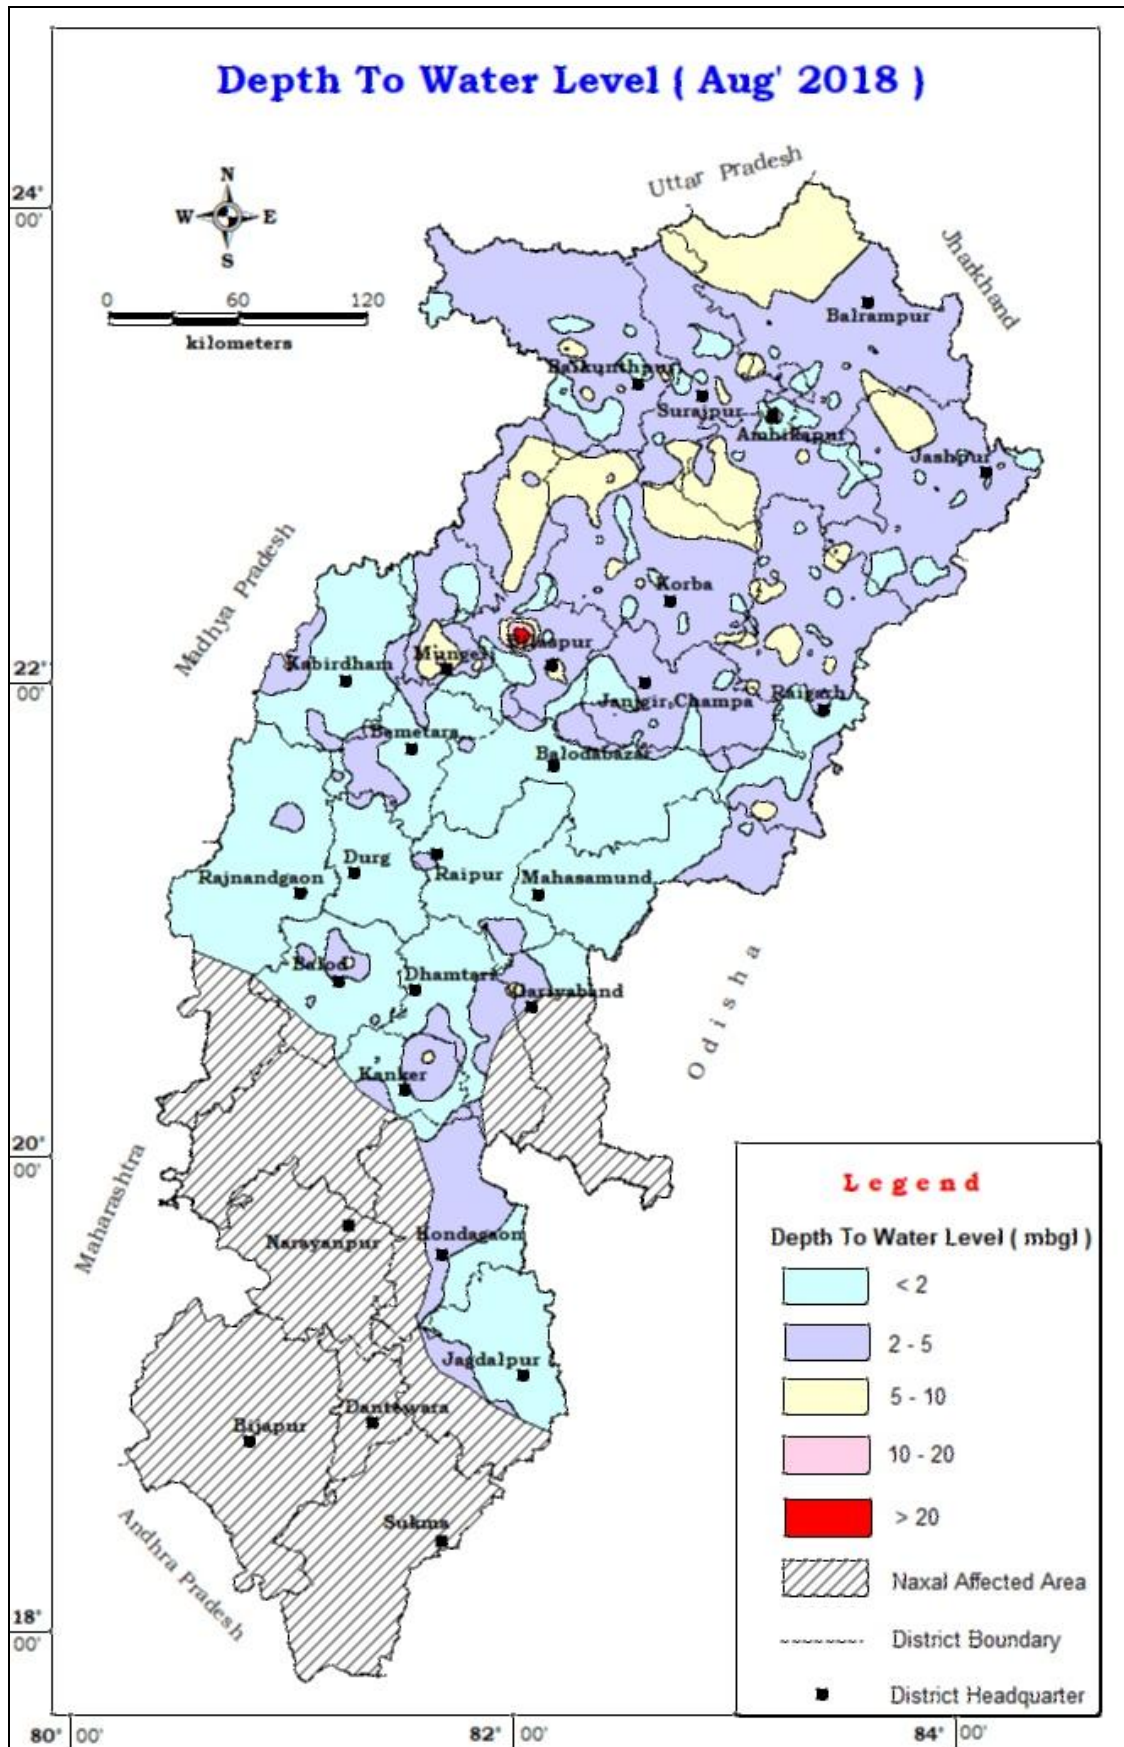 Depth To Water Level ( Aug' 2018 )
Uttar Pradesh
N
W E
S
24°
00'
Jharkhand
0 60 120
kilometers
Balrampur
Baikunthpur
Surajpur
Ambikapur
Jashpur
Madhya Pradesh
Korba
Bilaspur
Mungeli
Kabirdham
22°
00'
Janjgir-Champa
Raigarh
Bemetara
Balodabazar
Durg
Rajnandgaon
Raipur
Mahasamund
Balod
Dhamtari
Gariyaband
Odisha
Kanker
20°
00'
Maharashtra
Narayanpur
Kondagaon
Jagdalpur
Dantewara
Bijapur
Sukma
Andhra Pradesh
18°
00'
Legend
Depth To Water Level ( mbgl )
< 2
2 - 5
5 - 10
10 - 20
> 20
Naxal Affected Area
District Boundary
District Headquarter
80° 00' 82° 00' 84° 00'